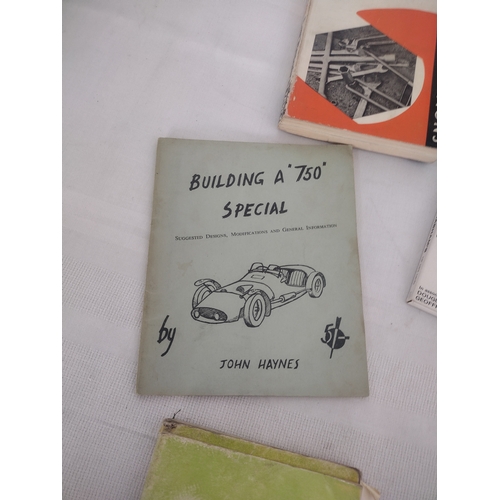 BUILDING A "750"
SPECIAL
SUGGESTED DESIGNS, MODIFICATIONS AND GENERAL INFORMATION
by
5/-
JOHN HAYNES